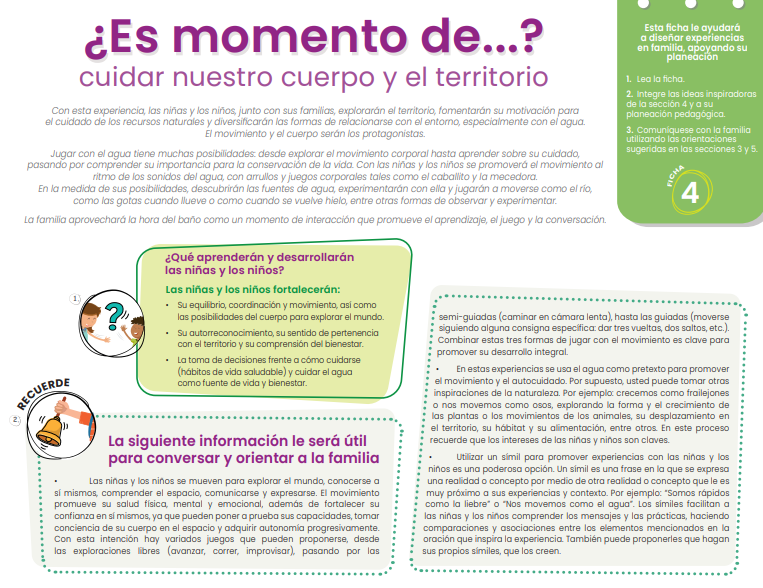 ¿Es momento de...?
cuidar nuestro cuerpo y el territorio
Con esta experiencia, las niñas y los niños, junto con sus familias, explorarán el territorio, fomentarán su motivación para
el cuidado de los recursos naturales y diversificarán las formas de relacionarse con el entorno, especialmente con el agua.
El movimiento y el cuerpo serán los protagonistas.
Jugar con el agua tiene muchas posibilidades: desde explorar el movimiento corporal hasta aprender sobre su cuidado,
pasando por comprender su importancia para la conservación de la vida. Con las niñas y los niños se promoverá el movimiento al
ritmo de los sonidos del agua, con arrullos y juegos corporales tales como el caballito y la mecedora.
En la medida de sus posibilidades, descubrirán las fuentes de agua, experimentarán con ella y jugarán a moverse como el río,
como las gotas cuando llueve o como cuando se vuelve hielo, entre otras formas de observar y experimentar.
La familia aprovechará la hora del baño como un momento de interacción que promueve el aprendizaje, el juego y la conversación.
Esta ficha le ayudará
a diseñar experiencias
en familia, apoyando su
planeación
1. Lea la ficha.
2. Integre las ideas inspiradoras
de la sección 4 y a su
planeación pedagógica.
3. Comuníquese con la familia
utilizando las orientaciones
sugeridas en las secciones 3 y 5.
FICHA
4
1.
¿Qué aprenderán y desarrollarán
las niñas y los niños?
Las niñas y los niños fortalecerán:
• Su equilibrio, coordinación y movimiento, así como
las posibilidades del cuerpo para explorar el mundo.
• Su autorreconocimiento, su sentido de pertenencia
con el territorio y su comprensión del bienestar.
• La toma de decisiones frente a cómo cuidarse
(hábitos de vida saludable) y cuidar el agua
como fuente de vida y bienestar.
RECUERDE
2.
La siguiente información le será útil
para conversar y orientar a la familia
• Las niñas y los niños se mueven para explorar el mundo, conocerse a
sí mismos, comprender el espacio, comunicarse y expresarse. El movimiento
promueve su salud física, mental y emocional, además de fortalecer su
confianza en sí mismos, ya que pueden poner a prueba sus capacidades, tomar
conciencia de su cuerpo en el espacio y adquirir autonomía progresivamente.
Con esta intención hay variados juegos que pueden proponerse, desde
las exploraciones libres (avanzar, correr, improvisar), pasando por las
semi-guiadas (caminar en cámara lenta), hasta las guiadas (moverse
siguiendo alguna consigna específica: dar tres vueltas, dos saltos, etc.).
Combinar estas tres formas de jugar con el movimiento es clave para
promover su desarrollo integral.
• En estas experiencias se usa el agua como pretexto para promover
el movimiento y el autocuidado. Por supuesto, usted puede tomar otras
inspiraciones de la naturaleza. Por ejemplo: crecemos como frailejones
o nos movemos como osos, explorando la forma y el crecimiento de
las plantas o los movimientos de los animales, su desplazamiento en
el territorio, su hábitat y su alimentación, entre otros. En este proceso
recuerde que los intereses de las niñas y niños son claves.
• Utilizar un símil para promover experiencias con las niñas y los
niños es una poderosa opción. Un símil es una frase en la que se expresa
una realidad o concepto por medio de otra realidad o concepto que le es
muy próximo a sus experiencias y contexto. Por ejemplo: "Somos rápidos
como la liebre" o "Nos movemos como el agua". Los símiles facilitan a
las niñas y los niños comprender los mensajes y las prácticas, haciendo
comparaciones y asociaciones entre los elementos mencionados en la
oración que inspira la experiencia. También puede proponerles que hagan
sus propios símiles, que los creen.